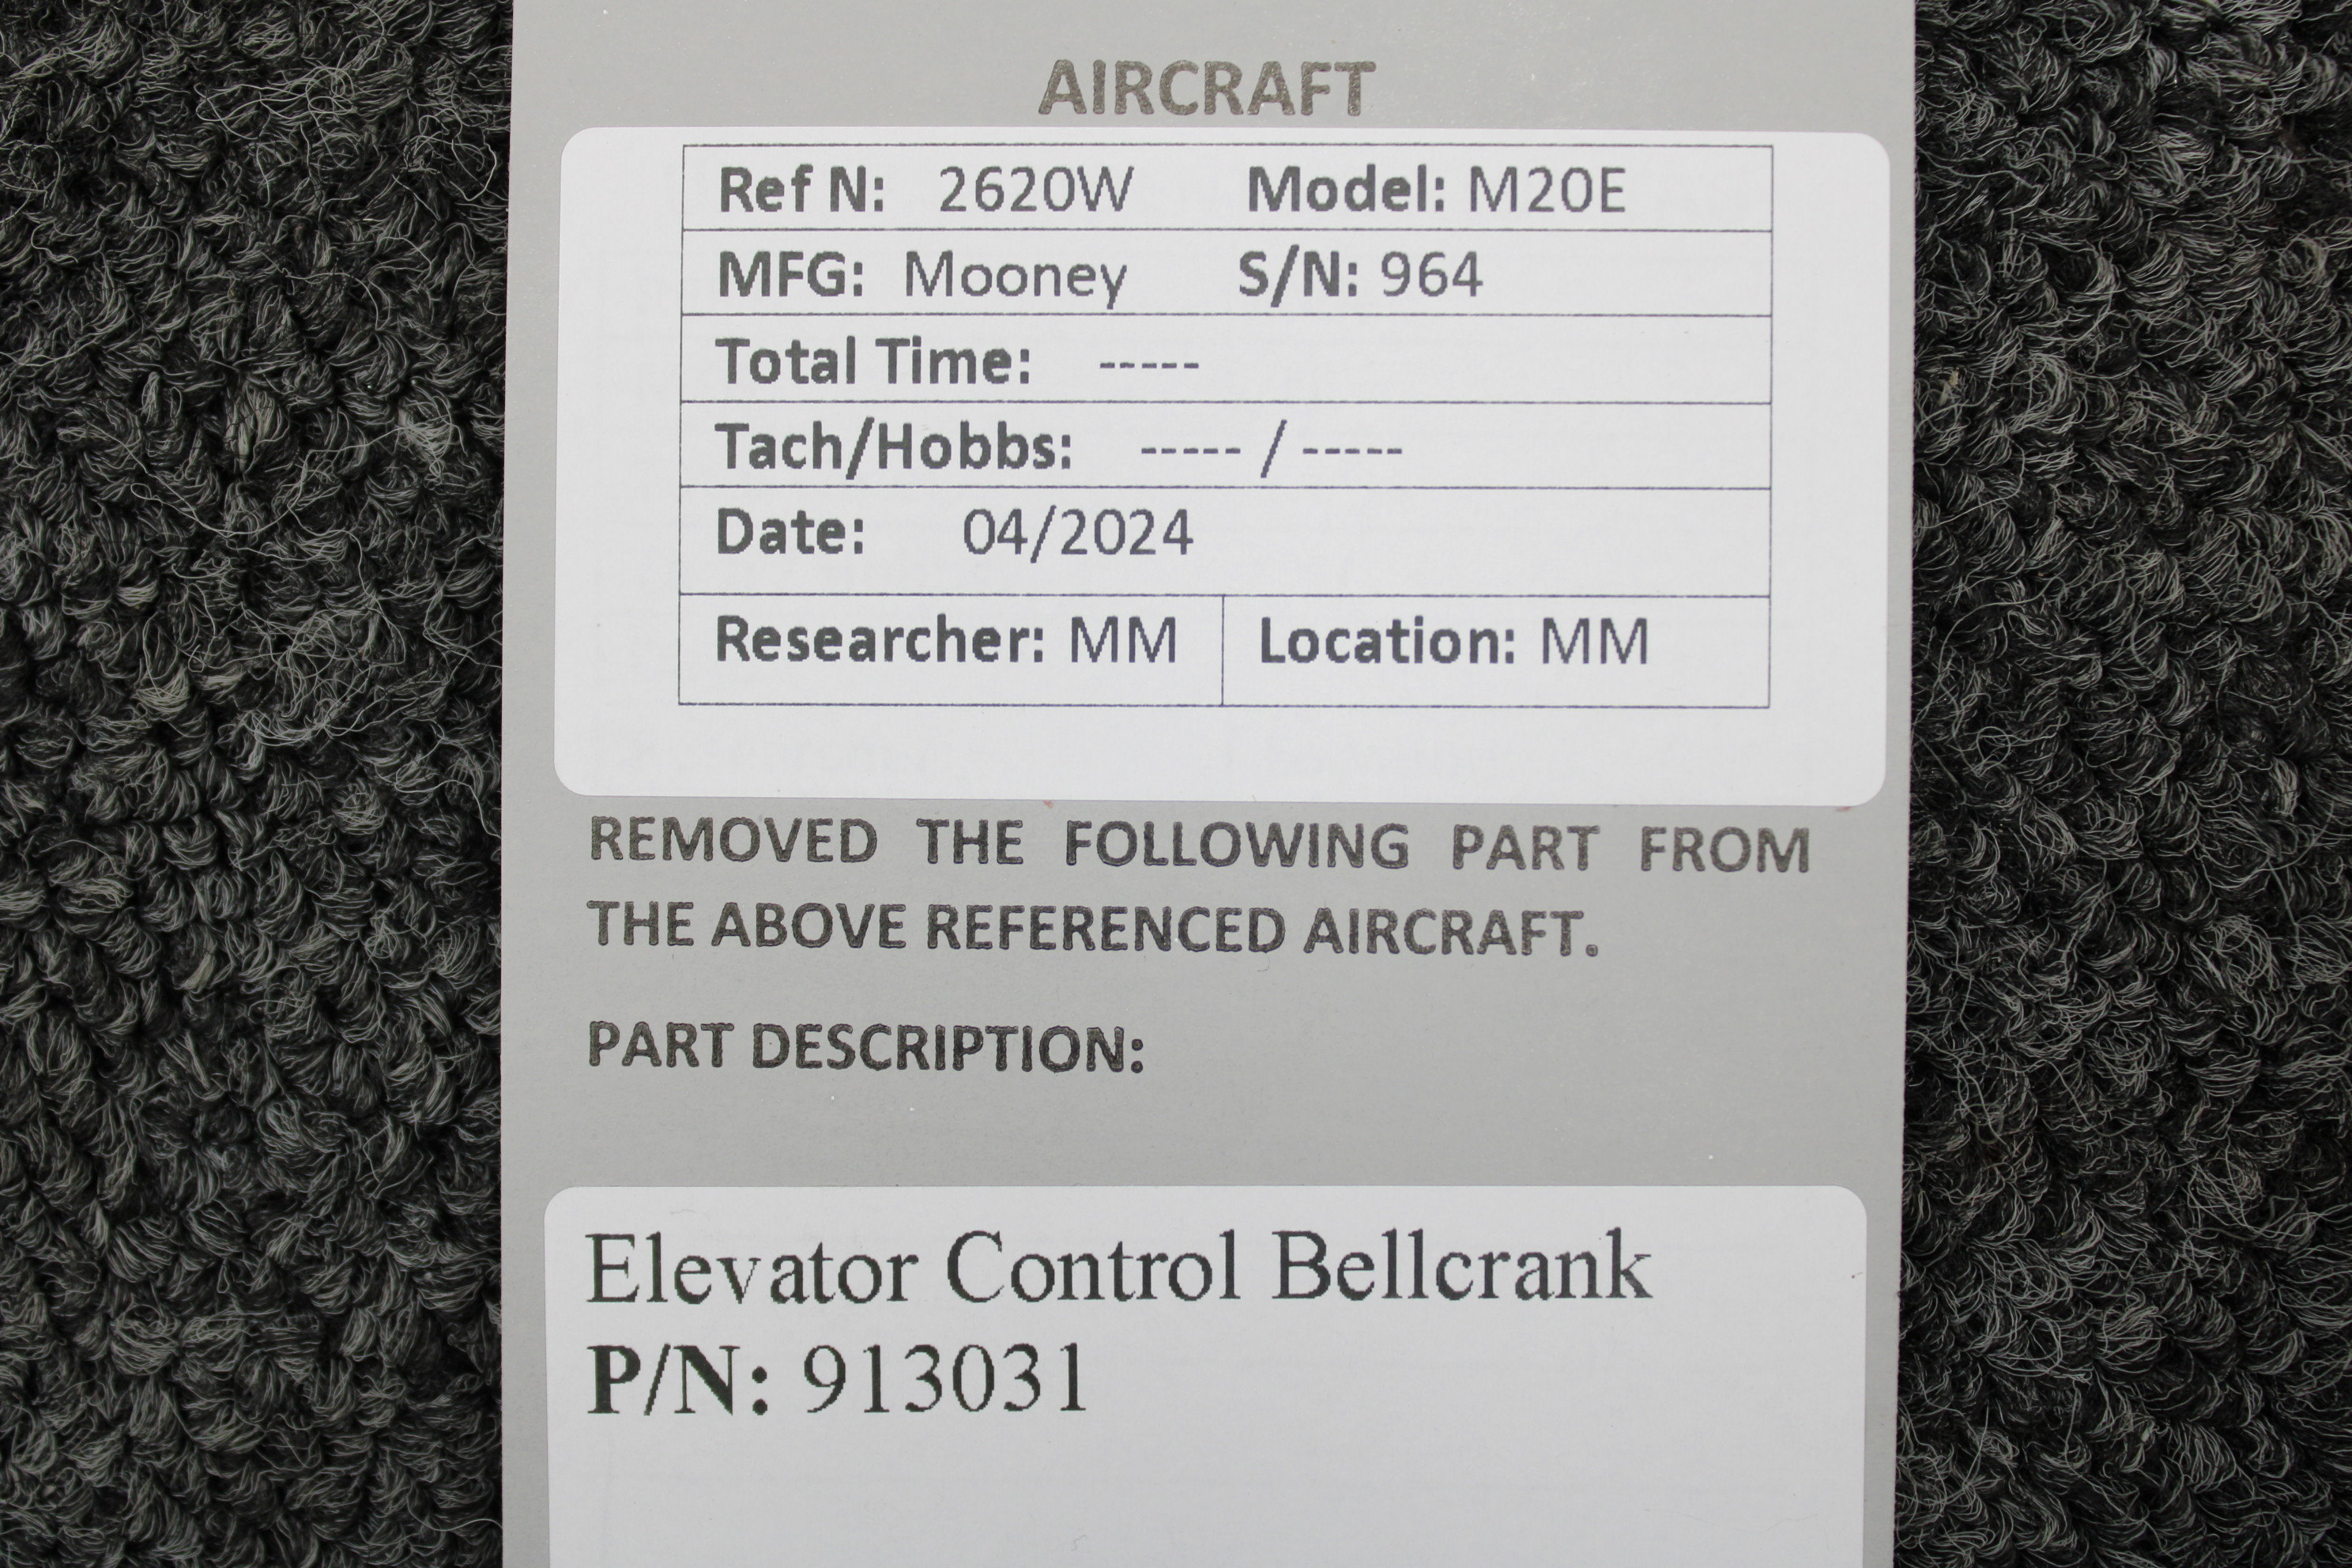 AIRCRAFT
Ref N: 2620W Model: M20E
MFG: Mooney S/N: 964
Total Time: -----
Tach/Hobbs: ----- / -----
Date: 04/2024
Researcher: MM Location: MM
REMOVED THE FOLLOWING PART FROM
THE ABOVE REFERENCED AIRCRAFT.
PART DESCRIPTION:
Elevator Control Bellcrank
P/N: 913031